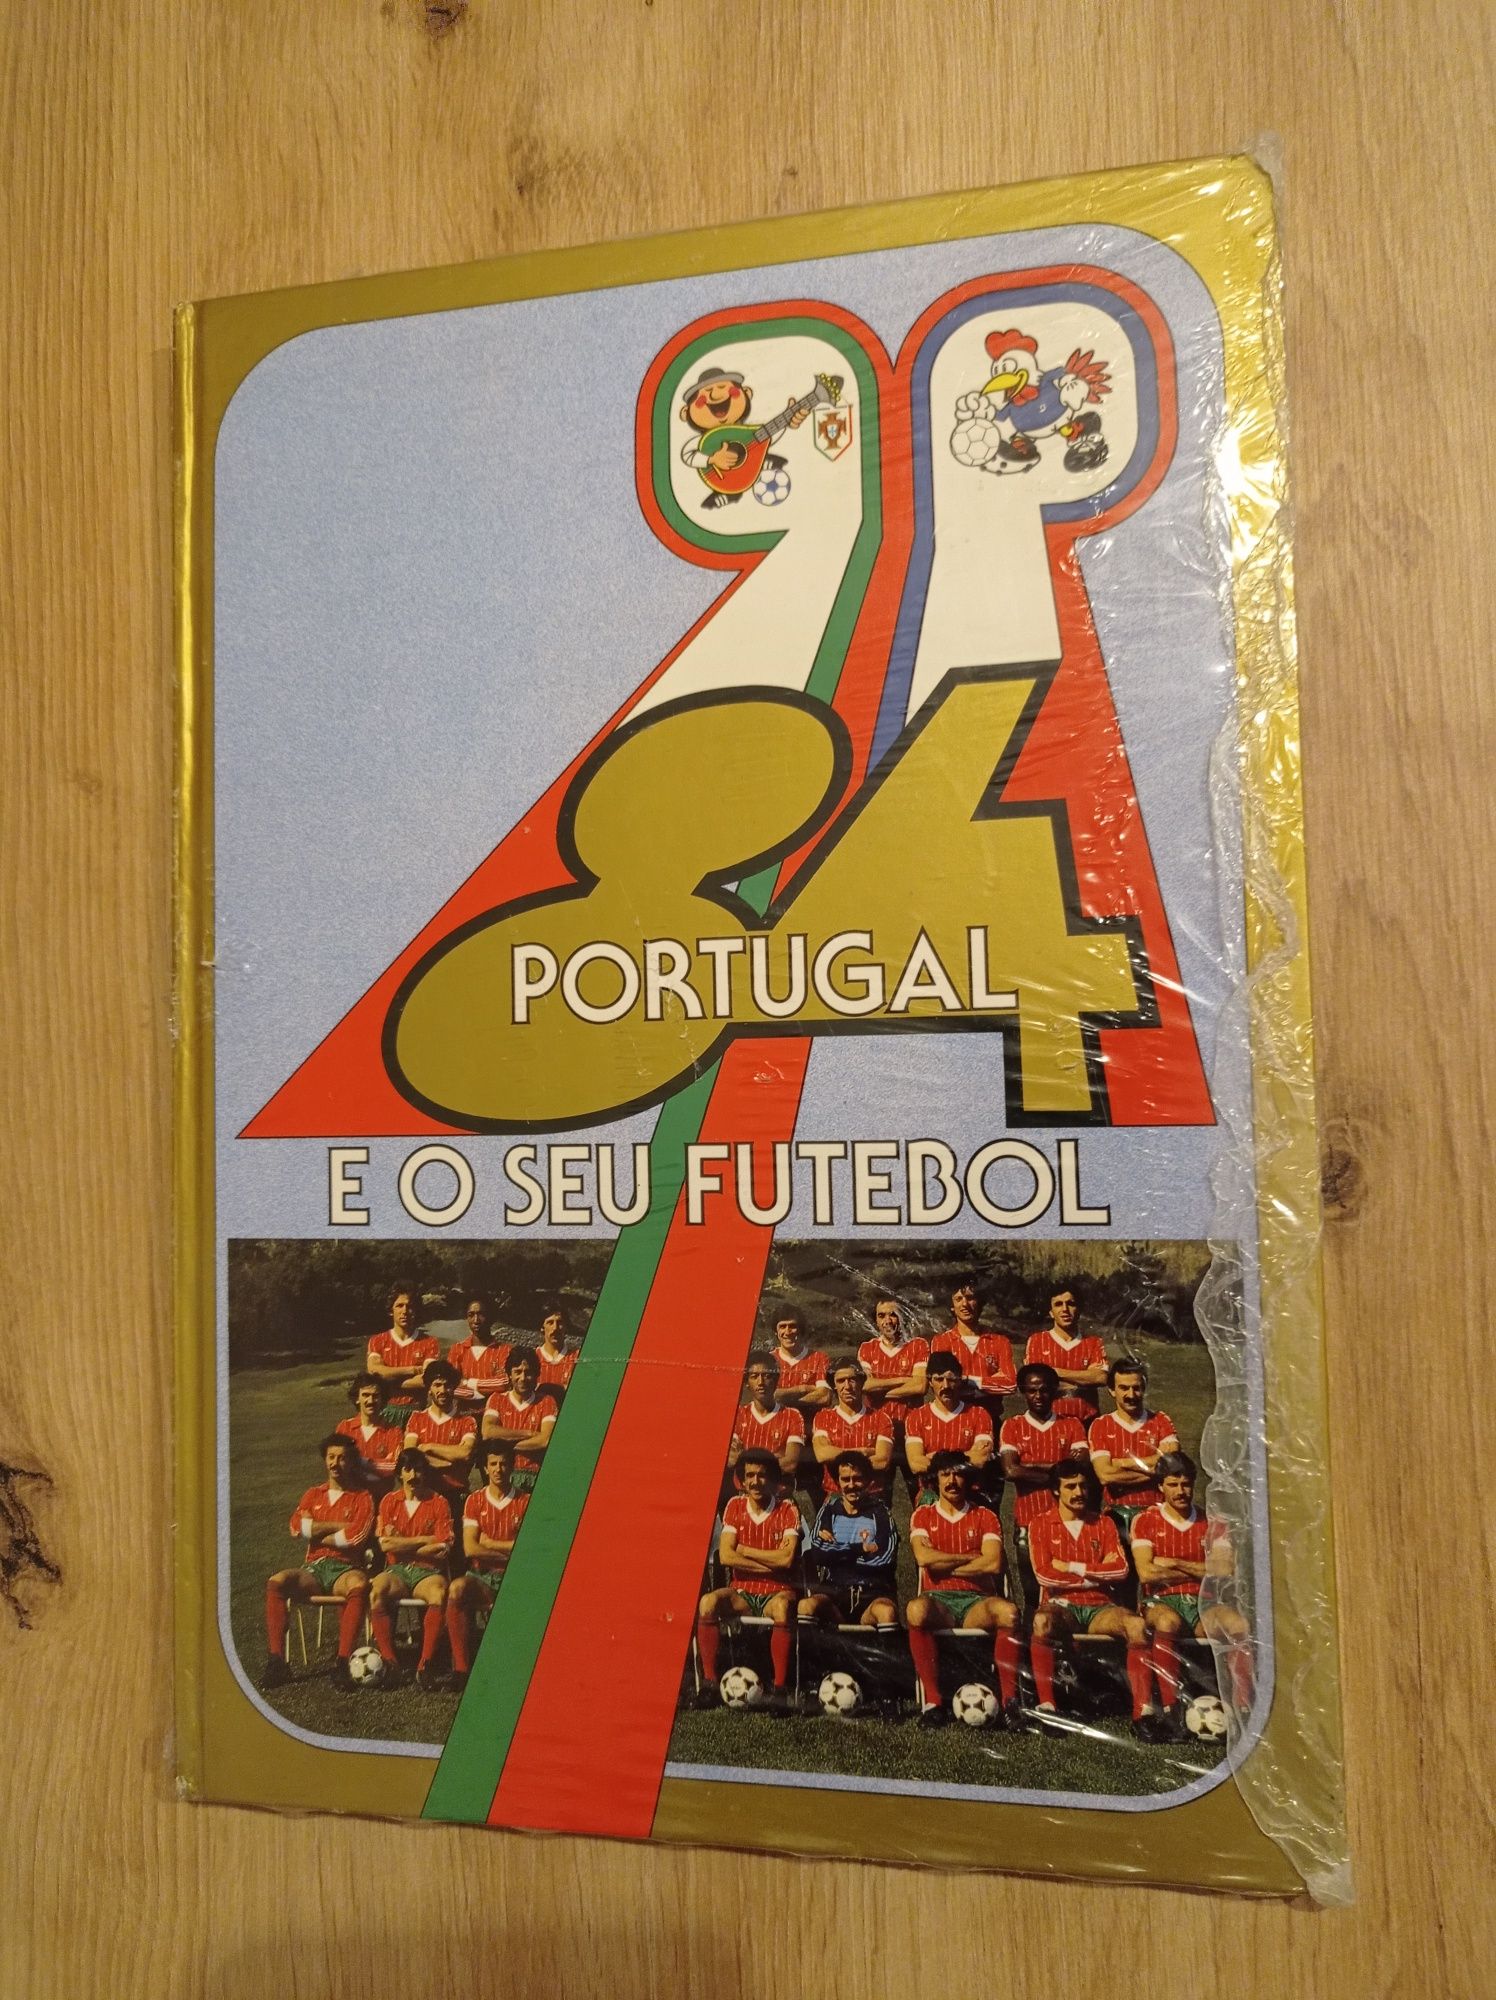 84
PORTUGAL
E O SEU FUTEBOL